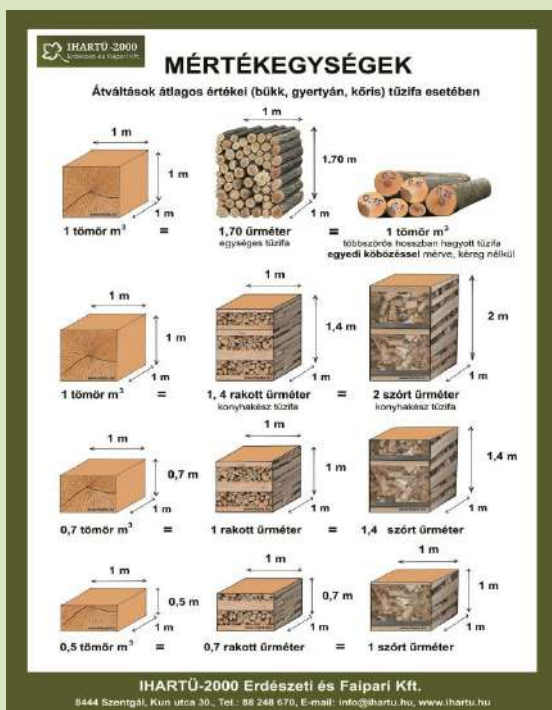 IHARTÜ-2000
Erdészeti és Faipari Kft.
MÉRTÉKEGYSÉGEK
Átváltások átlagos értékei (bükk, gyertyán, kőris) tűzifa esetében
1 m
1 m
1 m
1 m
1,70 m
1 m
1 tömör m³ = 1,70 űrméter = 1 tömör m³
egységes tűzifa
többszörös hosszban hagyott tűzifa
egyedi köbözéssel mérve, kéreg nélkül
1 m
1 m
1 m
1 m
1,4 m
1 m
2 m
1 m
1 tömör m³ = 1, 4 rakott űrméter = 2 szórt űrméter
konyhakész tűzifa
konyhakész tűzifa
1 m
0,7 m
1 m
1 m
1 m
1 m
1,4 m
1 m
0,7 tömör m³ = 1 rakott űrméter = 1,4 szórt űrméter
1 m
0,5 m
1 m
1 m
0,7 m
1 m
1 m
1 m
1 m
0,5 tömör m³ = 0,7 rakott űrméter = 1 szórt űrméter
IHARTÜ-2000 Erdészeti és Faipari Kft.
8444 Szentgál, Kun utca 30., Tel.: 88 248 670, E-mail: info@ihartu.hu, www.ihartu.hu